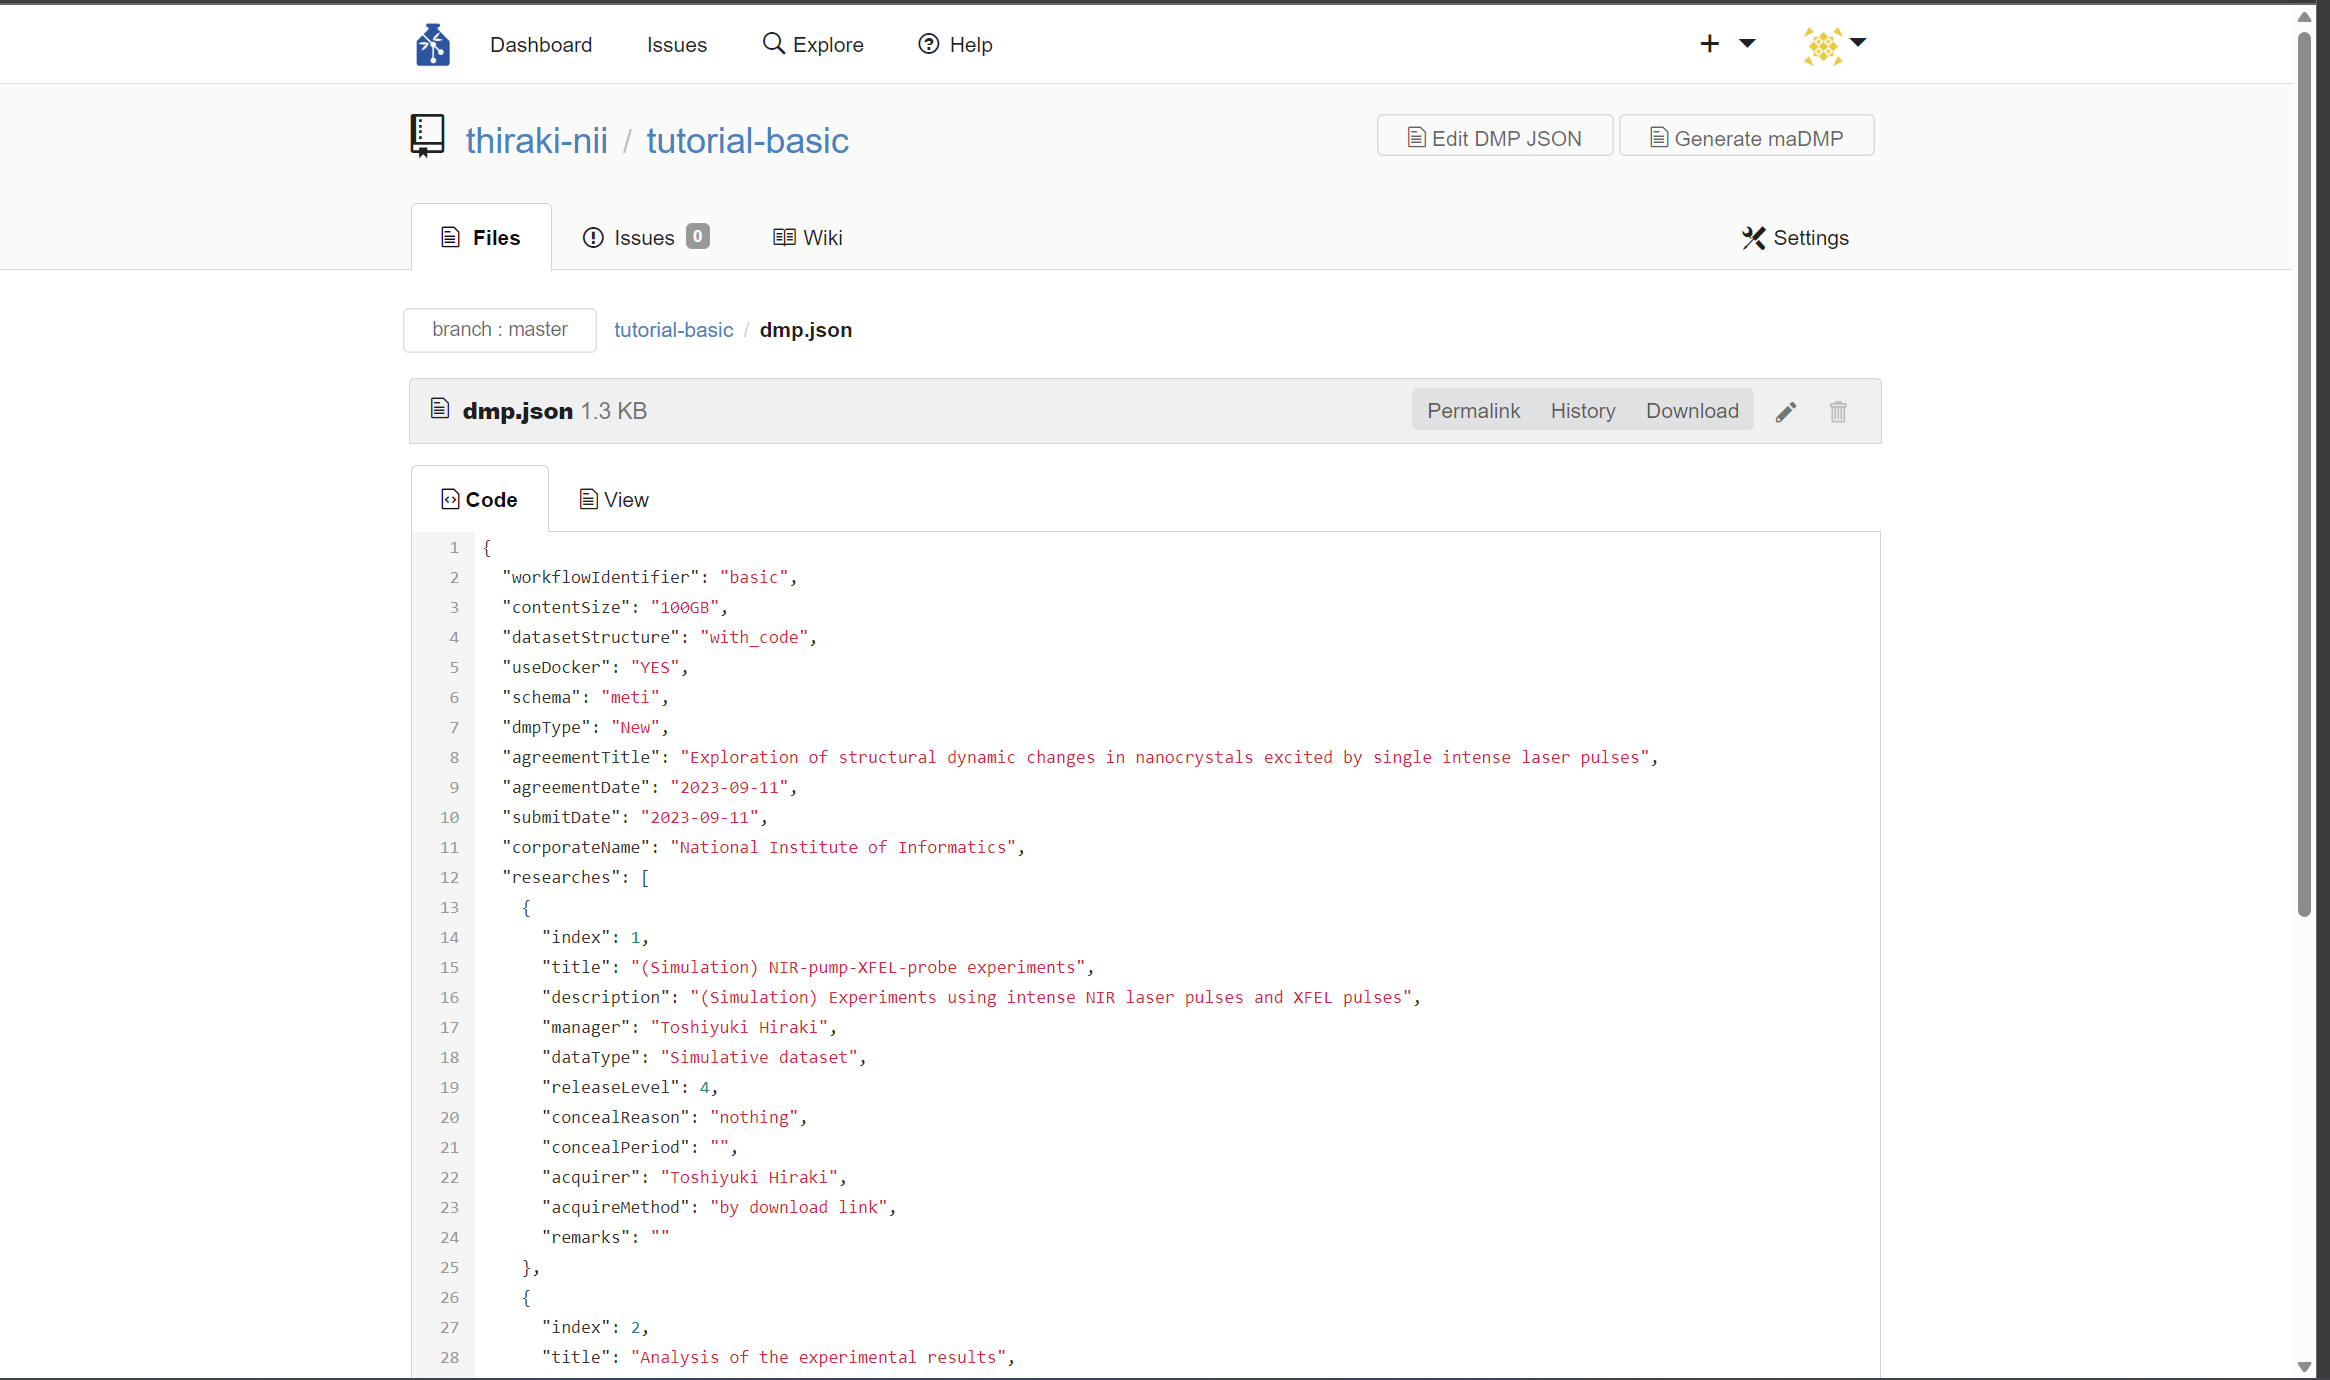 Dashboard Issues Explore Help
thiraki-nii / tutorial-basic
Edit DMP JSON Generate maDMP
Files Issues 0 Wiki Settings
branch : master tutorial-basic / dmp.json
dmp.json 1.3 KB Permalink History Download
Code View
1 {
2 "workflowIdentifier": "basic",
3 "contentSize": "100GB",
4 "datasetStructure": "with_code",
5 "useDocker": "YES",
6 "schema": "meti",
7 "dmpType": "New",
8 "agreementTitle": "Exploration of structural dynamic changes in nanocrystals excited by single intense laser pulses",
9 "agreementDate": "2023-09-11",
10 "submitDate": "2023-09-11",
11 "corporateName": "National Institute of Informatics",
12 "researches": [
13 {
14 "index": 1,
15 "title": "(Simulation) NIR-pump-XFEL-probe experiments",
16 "description": "(Simulation) Experiments using intense NIR laser pulses and XFEL pulses",
17 "manager": "Toshiyuki Hiraki",
18 "dataType": "Simulative dataset",
19 "releaseLevel": 4,
20 "concealReason": "nothing",
21 "concealPeriod": "",
22 "acquirer": "Toshiyuki Hiraki",
23 "acquireMethod": "by download link",
24 "remarks": ""
25 },
26 {
27 "index": 2,
28 "title": "Analysis of the experimental results",